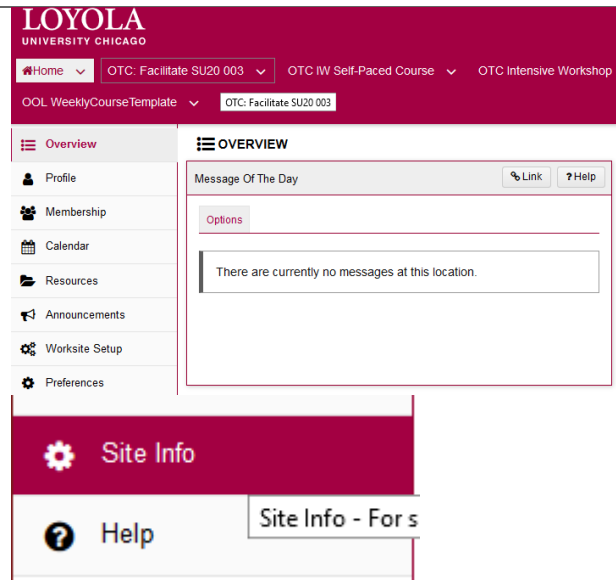 LOYOLA
UNIVERSITY CHICAGO
Home OTC: Facilitate SU20 003 OTC IW Self-Paced Course OTC Intensive Workshop
OOL WeeklyCourseTemplate OTC: Facilitate SU20 003
Overview
Profile
Membership
Calendar
Resources
Announcements
Worksite Setup
Preferences
OVERVIEW
Message Of The Day Link ? Help
Options
There are currently no messages at this location.
Site Info
Site Info - For s
Help